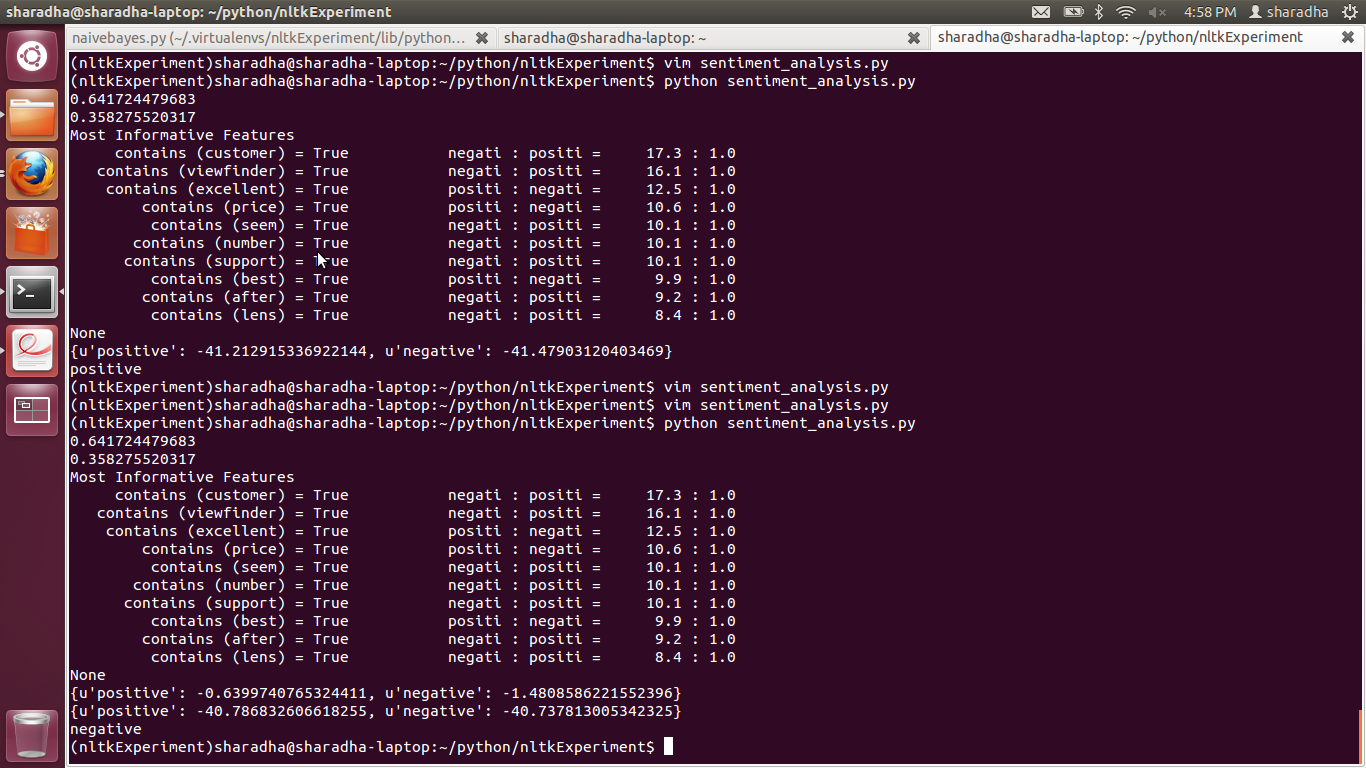 sharadha@sharadha-laptop: ~/python/nltkExperiment 4:58 PM sharadha
naivebayes.py (~/.virtualenvs/nltkExperiment/lib/python... sharadha@sharadha-laptop: ~ sharadha@sharadha-laptop: ~/python/nltkExperiment
(nltkExperiment)sharadha@sharadha-laptop:~/python/nltkExperiment$ vim sentiment_analysis.py
(nltkExperiment)sharadha@sharadha-laptop:~/python/nltkExperiment$ python sentiment_analysis.py
0.641724479683
0.358275520317
Most Informative Features
contains (customer) = True negati : positi = 17.3 : 1.0
contains (viewfinder) = True negati : positi = 16.1 : 1.0
contains (excellent) = True positi : negati = 12.5 : 1.0
contains (price) = True positi : negati = 10.6 : 1.0
contains (seem) = True negati : positi = 10.1 : 1.0
contains (number) = True negati : positi = 10.1 : 1.0
contains (support) = True negati : positi = 10.1 : 1.0
contains (best) = True positi : negati = 9.9 : 1.0
contains (after) = True negati : positi = 9.2 : 1.0
contains (lens) = True negati : positi = 8.4 : 1.0
None
{u'positive': -41.212915336922144, u'negative': -41.47903120403469}
positive
(nltkExperiment)sharadha@sharadha-laptop:~/python/nltkExperiment$ vim sentiment_analysis.py
(nltkExperiment)sharadha@sharadha-laptop:~/python/nltkExperiment$ vim sentiment_analysis.py
(nltkExperiment)sharadha@sharadha-laptop:~/python/nltkExperiment$ python sentiment_analysis.py
0.641724479683
0.358275520317
Most Informative Features
contains (customer) = True negati : positi = 17.3 : 1.0
contains (viewfinder) = True negati : positi = 16.1 : 1.0
contains (excellent) = True positi : negati = 12.5 : 1.0
contains (price) = True positi : negati = 10.6 : 1.0
contains (seem) = True negati : positi = 10.1 : 1.0
contains (number) = True negati : positi = 10.1 : 1.0
contains (support) = True negati : positi = 10.1 : 1.0
contains (best) = True positi : negati = 9.9 : 1.0
contains (after) = True negati : positi = 9.2 : 1.0
contains (lens) = True negati : positi = 8.4 : 1.0
None
{u'positive': -0.6399740765324411, u'negative': -1.4808586221552396}
{u'positive': -40.786832606618255, u'negative': -40.737813005342325}
negative
(nltkExperiment)sharadha@sharadha-laptop:~/python/nltkExperiment$